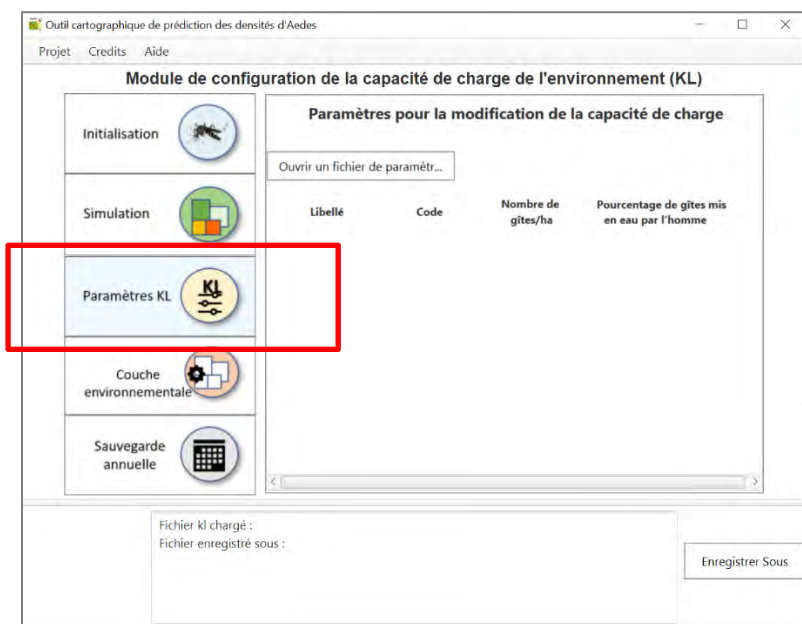 Outil cartographique de prédiction des densités d'Aedes
Projet Credits Aide
Module de configuration de la capacité de charge de l'environnement (KL)
Initialisation
Simulation
Paramètres KL
KL
Couche
environnementale
Sauvegarde
annuelle
Paramètres pour la modification de la capacité de charge
Ouvrir un fichier de paramètr...
Libellé
Code
Nombre de
gîtes/ha
Pourcentage de gîtes mis
en eau par l'homme
Fichier kl chargé :
Fichier enregistré sous :
Enregistrer Sous